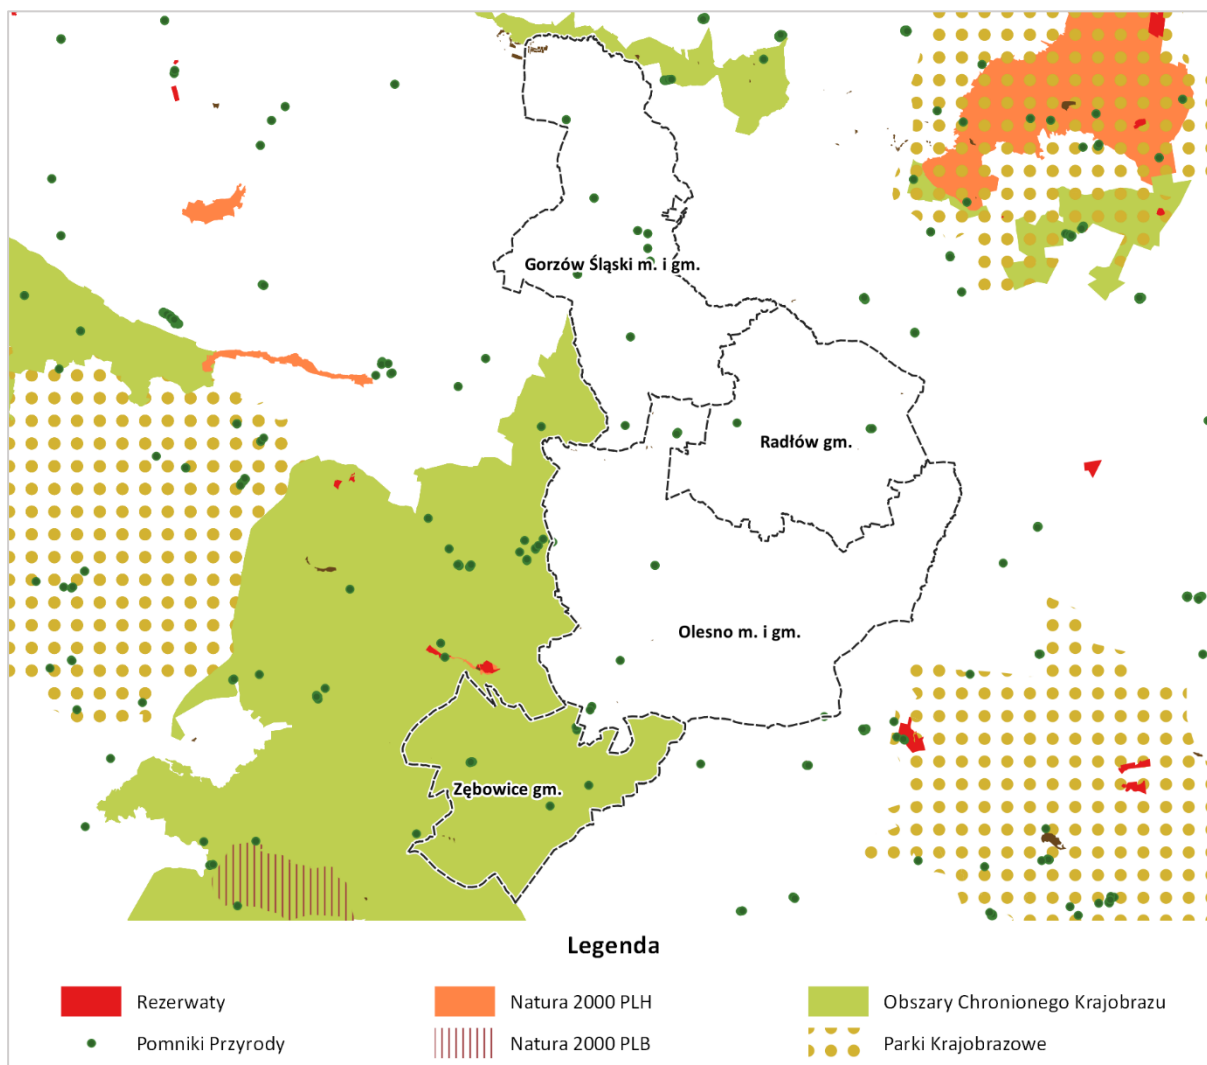 Gorzów Śląski m. i gm.
Radłów gm.
Olesno m. i gm.
Zębowice gm.
Legenda
Rezerwaty
Natura 2000 PLH
Obszary Chronionego Krajobrazu
Pomniki Przyrody
Natura 2000 PLB
Parki Krajobrazowe